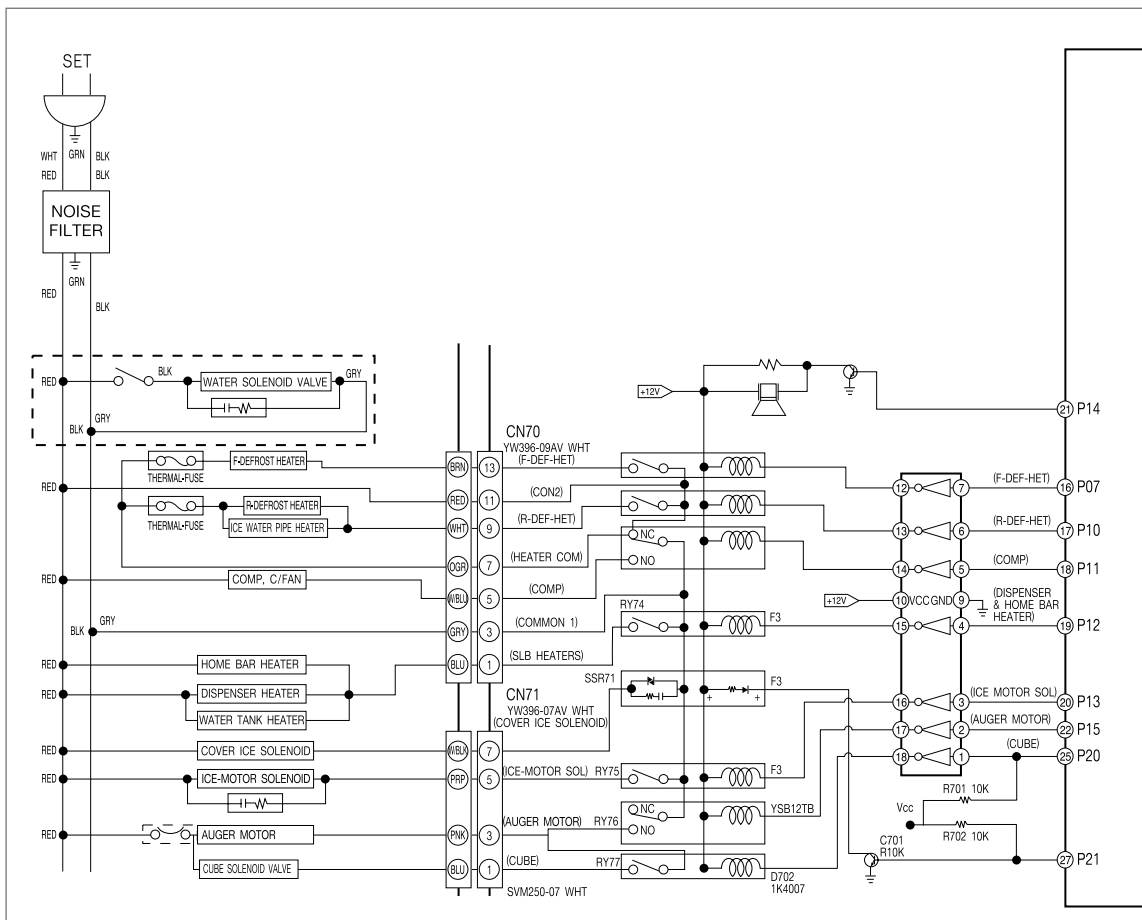 SET
WHT
GRN
BLK
RED
BLK
NOISE
FILTER
GRN
RED
BLK
RED
BLK
WATER SOLENOID VALVE
GRY
GRY
BLK
+12V
21 P14
CN70
YW396-09AV WHT
(F-DEF-HET)
F-DEFROST HEATER
THERMAL-FUSE
BRN
13
12
7
(F-DEF-HET)
16 P07
RED
RED
11
(CON2)
R-DEFROST HEATER
THERMAL-FUSE
ICE WATER PIPE HEATER
WHT
9
(R-DEF-HET)
13
6
(R-DEF-HET)
17 P10
NC
OGR
7
(HEATER COM)
NO
14
5
(COMP)
18 P11
RED
COMP, C/FAN
W/BLU
5
(COMP)
+12V
10
VCC
GND
9
(DISPENSER
& HOME BAR
HEATER)
RY74
F3
15
4
19 P12
BLK
GRY
GRY
3
(COMMON 1)
RED
HOME BAR HEATER
BLU
1
(SLB HEATERS)
RED
DISPENSER HEATER
WATER TANK HEATER
SSR71
+
+
F3
CN71
YW396-07AV WHT
(COVER ICE SOLENOID)
16
3
(ICE MOTOR SOL)
20 P13
17
2
(AUGER MOTOR)
22 P15
RED
COVER ICE SOLENOID
W/BLK
7
18
1
(CUBE)
25 P20
RED
ICE-MOTOR SOLENOID
PRP
5
(ICE-MOTOR SOL)
RY75
F3
R701 10K
Vcc
R702 10K
RED
AUGER MOTOR
PNK
3
(AUGER MOTOR)
RY76
NC
NO
YSB12TB
C701
R10K
27 P21
CUBE SOLENOID VALVE
BLU
1
(CUBE)
RY77
D702
1K4007
SVM250-07 WHT